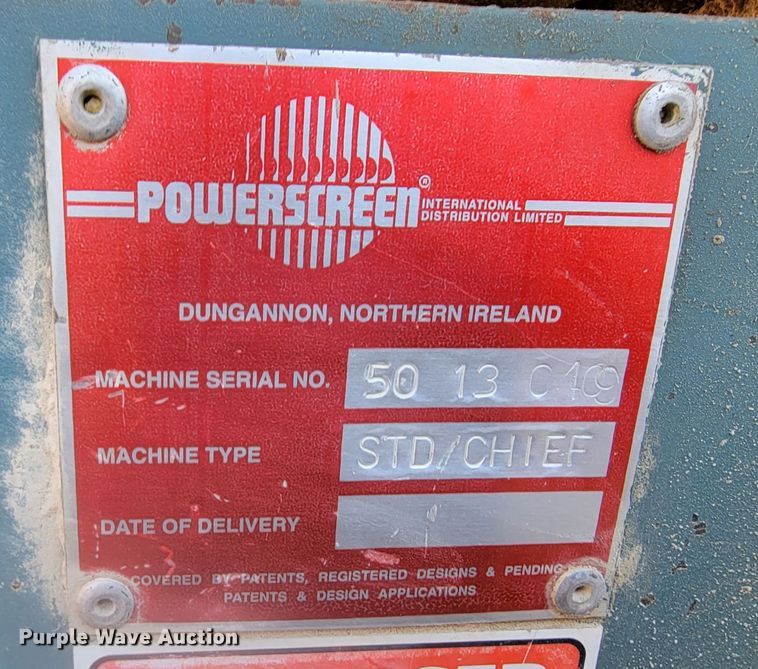 POWERSCREEN®
INTERNATIONAL
DISTRIBUTION LIMITED
DUNGANNON, NORTHERN IRELAND
MACHINE SERIAL NO. 50 13
MACHINE TYPE STD/CHIEF
DATE OF DELIVERY
COVERED BY PATENTS, REGISTERED DESIGNS & PENDING
PATENTS & DESIGN APPLICATIONS
Purple Wave Auction